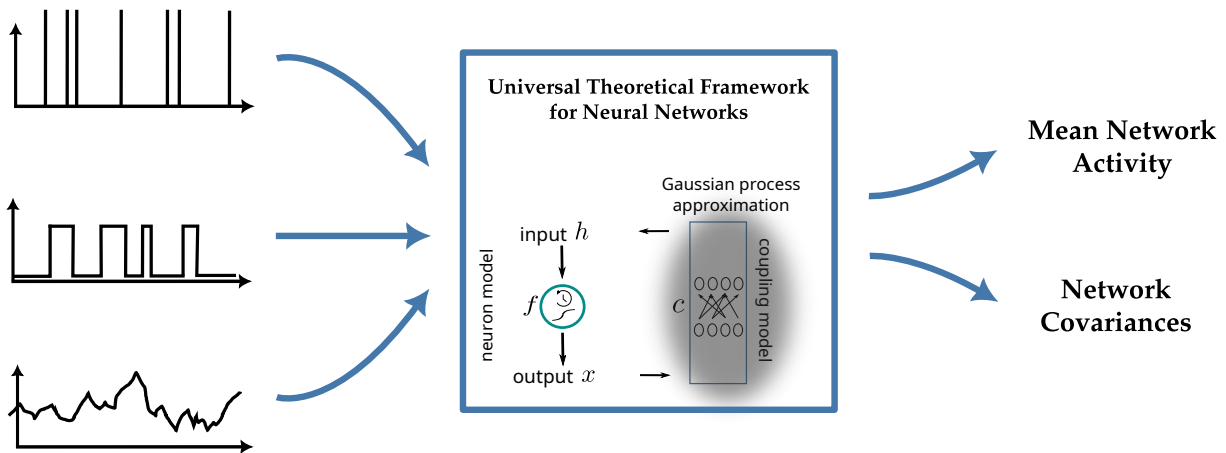 Universal Theoretical Framework
for Neural Networks
Gaussian process
approximation
input h
neuron model
f
output x
c
coupling model
Mean Network
Activity
Network
Covariances